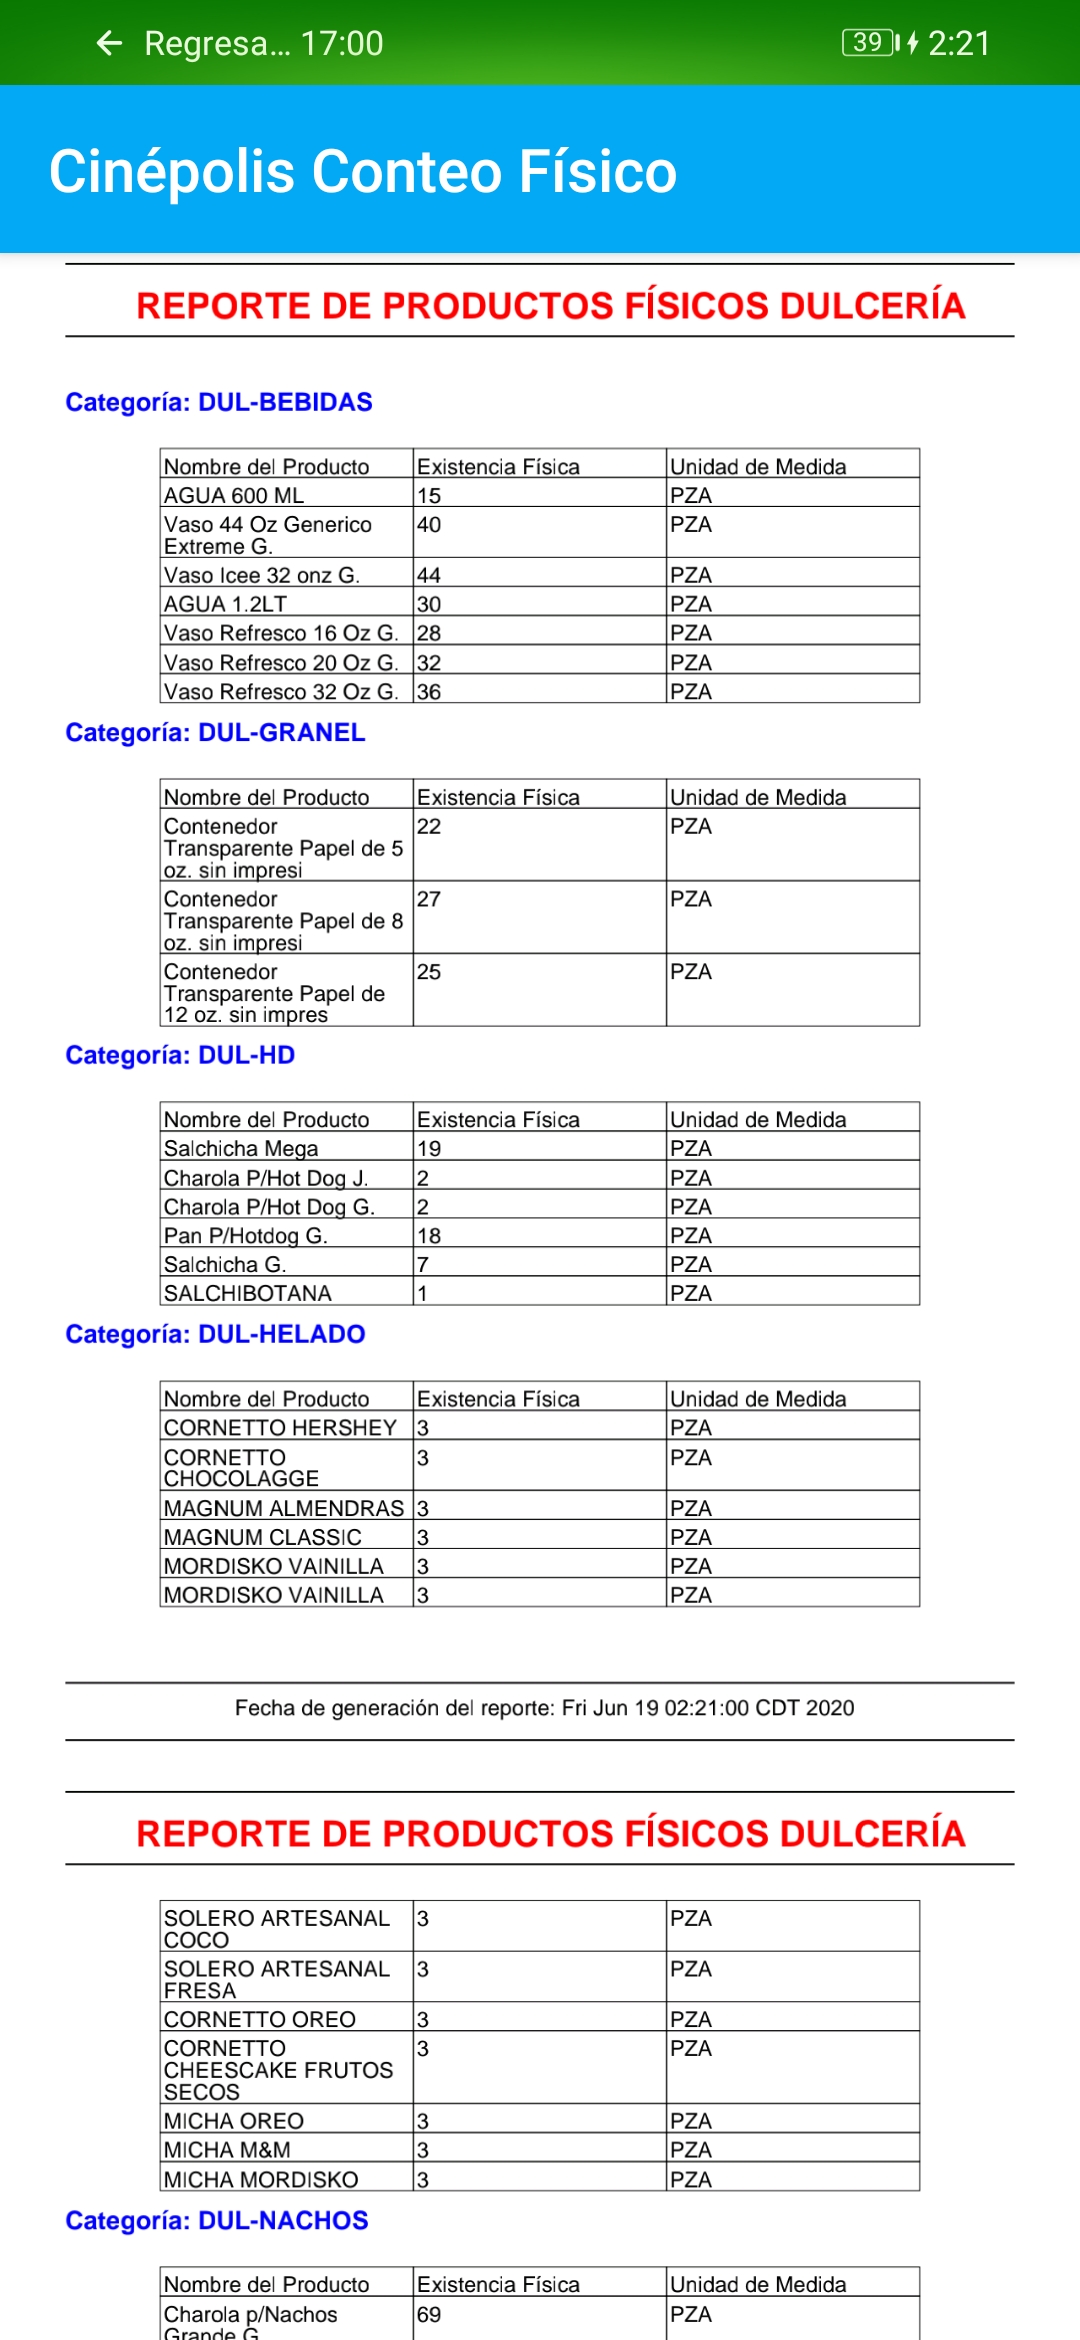 ← Regresa... 17:00 39 2:21
Cinépolis Conteo Físico
REPORTE DE PRODUCTOS FÍSICOS DULCERÍA
Categoría: DUL-BEBIDAS
Nombre del Producto Existencia Física Unidad de Medida
AGUA 600 ML 15 PZA
Vaso 44 Oz Generico 40 PZA
Extreme G.
Vaso Icee 32 onz G. 44 PZA
AGUA 1.2LT 30 PZA
Vaso Refresco 16 Oz G. 28 PZA
Vaso Refresco 20 Oz G. 32 PZA
Vaso Refresco 32 Oz G. 36 PZA
Categoría: DUL-GRANEL
Nombre del Producto Existencia Física Unidad de Medida
Contenedor 22 PZA
Transparente Papel de 5
oz. sin impresi
Contenedor 27 PZA
Transparente Papel de 8
oz. sin impresi
Contenedor 25 PZA
Transparente Papel de
12 oz. sin impres
Categoría: DUL-HD
Nombre del Producto Existencia Física Unidad de Medida
Salchicha Mega 19 PZA
Charola P/Hot Dog J. 2 PZA
Charola P/Hot Dog G. 2 PZA
Pan P/Hotdog G. 18 PZA
Salchicha G. 7 PZA
SALCHIBOTANA 1 PZA
Categoría: DUL-HELADO
Nombre del Producto Existencia Física Unidad de Medida
CORNETTO HERSHEY 3 PZA
CORNETTO 3 PZA
CHOCOLAGGE
MAGNUM ALMENDRAS 3 PZA
MAGNUM CLASSIC 3 PZA
MORDISKO VAINILLA 3 PZA
MORDISKO VAINILLA 3 PZA
Fecha de generación del reporte: Fri Jun 19 02:21:00 CDT 2020
REPORTE DE PRODUCTOS FÍSICOS DULCERÍA
SOLERO ARTESANAL 3 PZA
COCO
SOLERO ARTESANAL 3 PZA
FRESA
CORNETTO OREO 3 PZA
CORNETTO 3 PZA
CHEESCAKE FRUTOS
SECOS
MICHA OREO 3 PZA
MICHA M&M 3 PZA
MICHA MORDISKO 3 PZA
Categoría: DUL-NACHOS
Nombre del Producto Existencia Física Unidad de Medida
Charola p/Nachos 69 PZA
Grande G